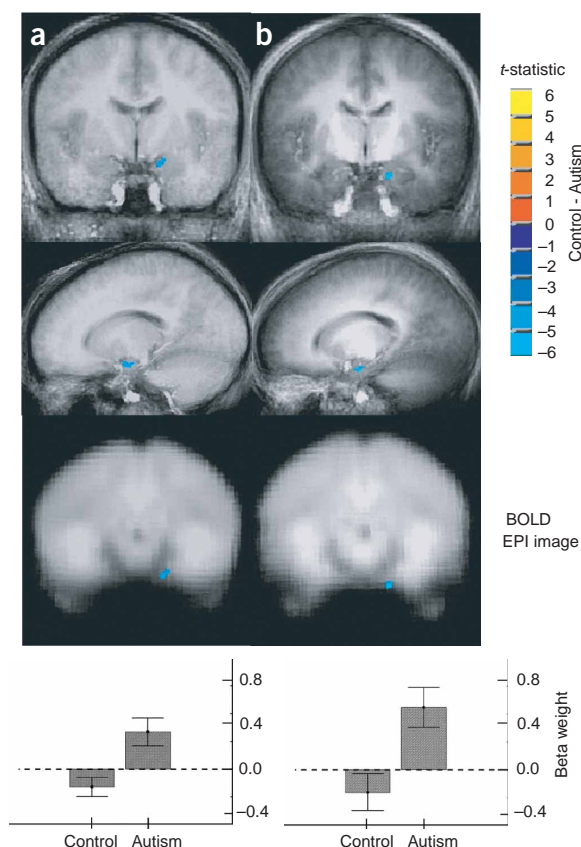 a
b
t-statistic
6
5
4
3
2
1
0
–1
–2
–3
–4
–5
–6
Control - Autism
BOLD
EPI image
0.8
0.4
0.0
–0.4
Control
Autism
0.8
0.4
0.0
–0.4
Beta weight
Control
Autism